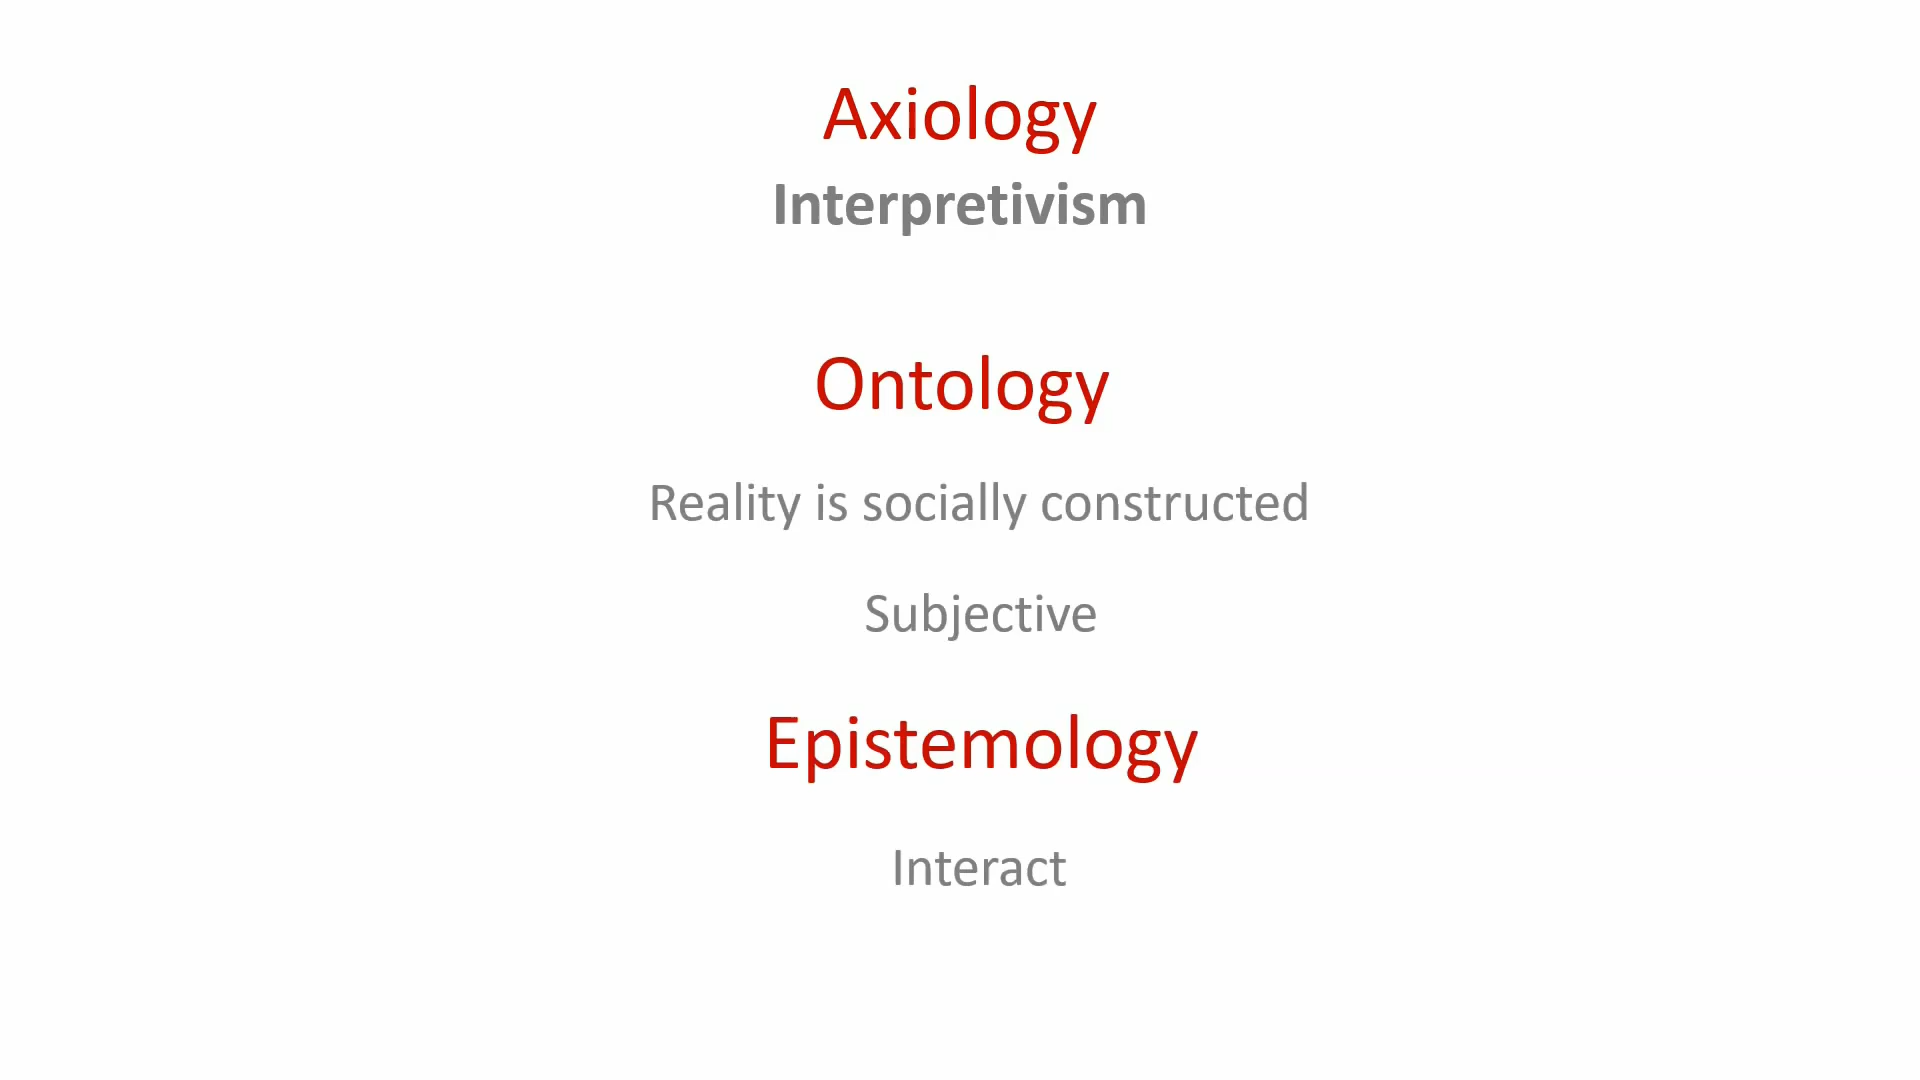 Axiology
Interpretivism
Ontology
Reality is socially constructed
Subjective
Epistemology
Interact